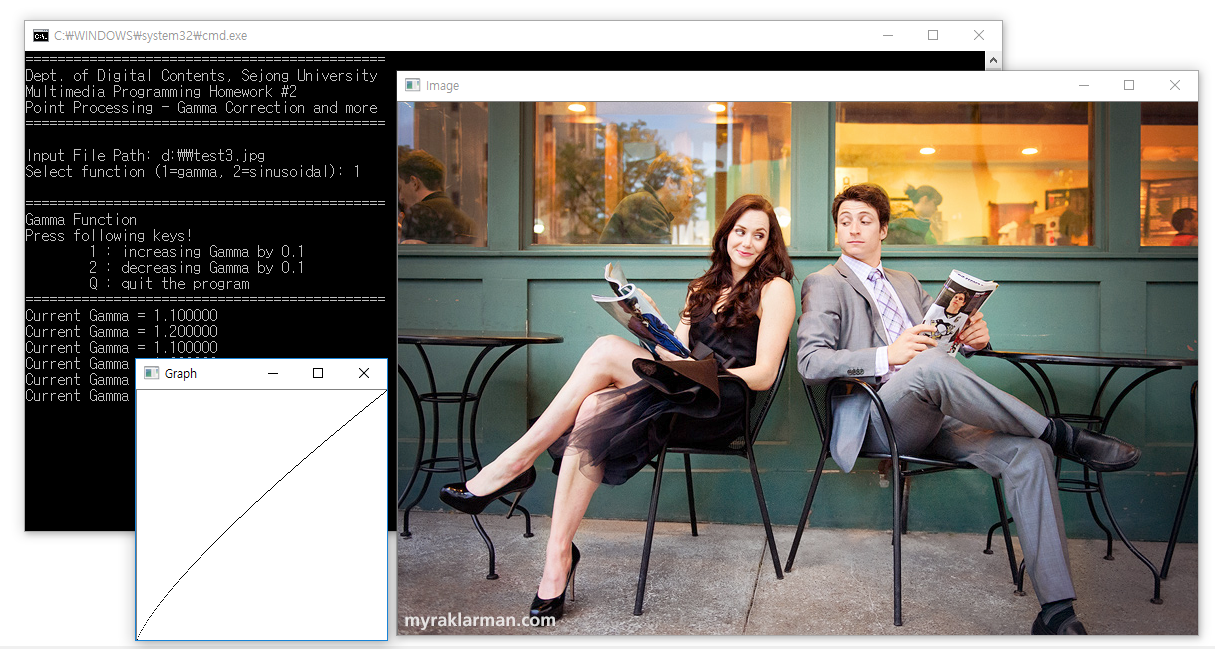 C:₩WINDOWS₩system32₩cmd.exe
=============================================
Dept. of Digital Contents, Sejong University
Multimedia Programming Homework #2
Point Processing - Gamma Correction and more
=============================================
Input File Path: d:₩₩test3.jpg
Select function (1=gamma, 2=sinusoidal): 1
=============================================
Gamma Function
Press following keys!
1 : increasing Gamma by 0.1
2 : decreasing Gamma by 0.1
Q : quit the program
=============================================
Current Gamma = 1.100000
Current Gamma = 1.200000
Current Gamma = 1.100000
Current Gamma
Current Gamma
Current Gamma
Graph
Image
myraklarman.com